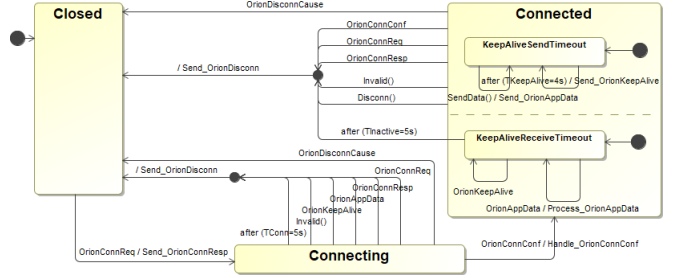 OrionDisconnCause
Closed
Connected
OrionConnConf
OrionConnReq
OrionConnResp
KeepAliveSendTimeout
/ Send_OrionDisconn
Invalid()
after (TKeepAlive=4s) / Send_OrionKeepAlive
Disconn()
SendData() / Send_OrionAppData
after (TInactive=5s)
KeepAliveReceiveTimeout
OrionDisconnCause
/ Send_OrionDisconn
OrionConnReq
OrionConnResp
OrionAppData
OrionKeepAlive
Invalid()
after (TConn=5s)
OrionKeepAlive
OrionAppData / Process_OrionAppData
OrionConnReq / Send_OrionConnResp
Connecting
OrionConnConf / Handle_OrionConnConf